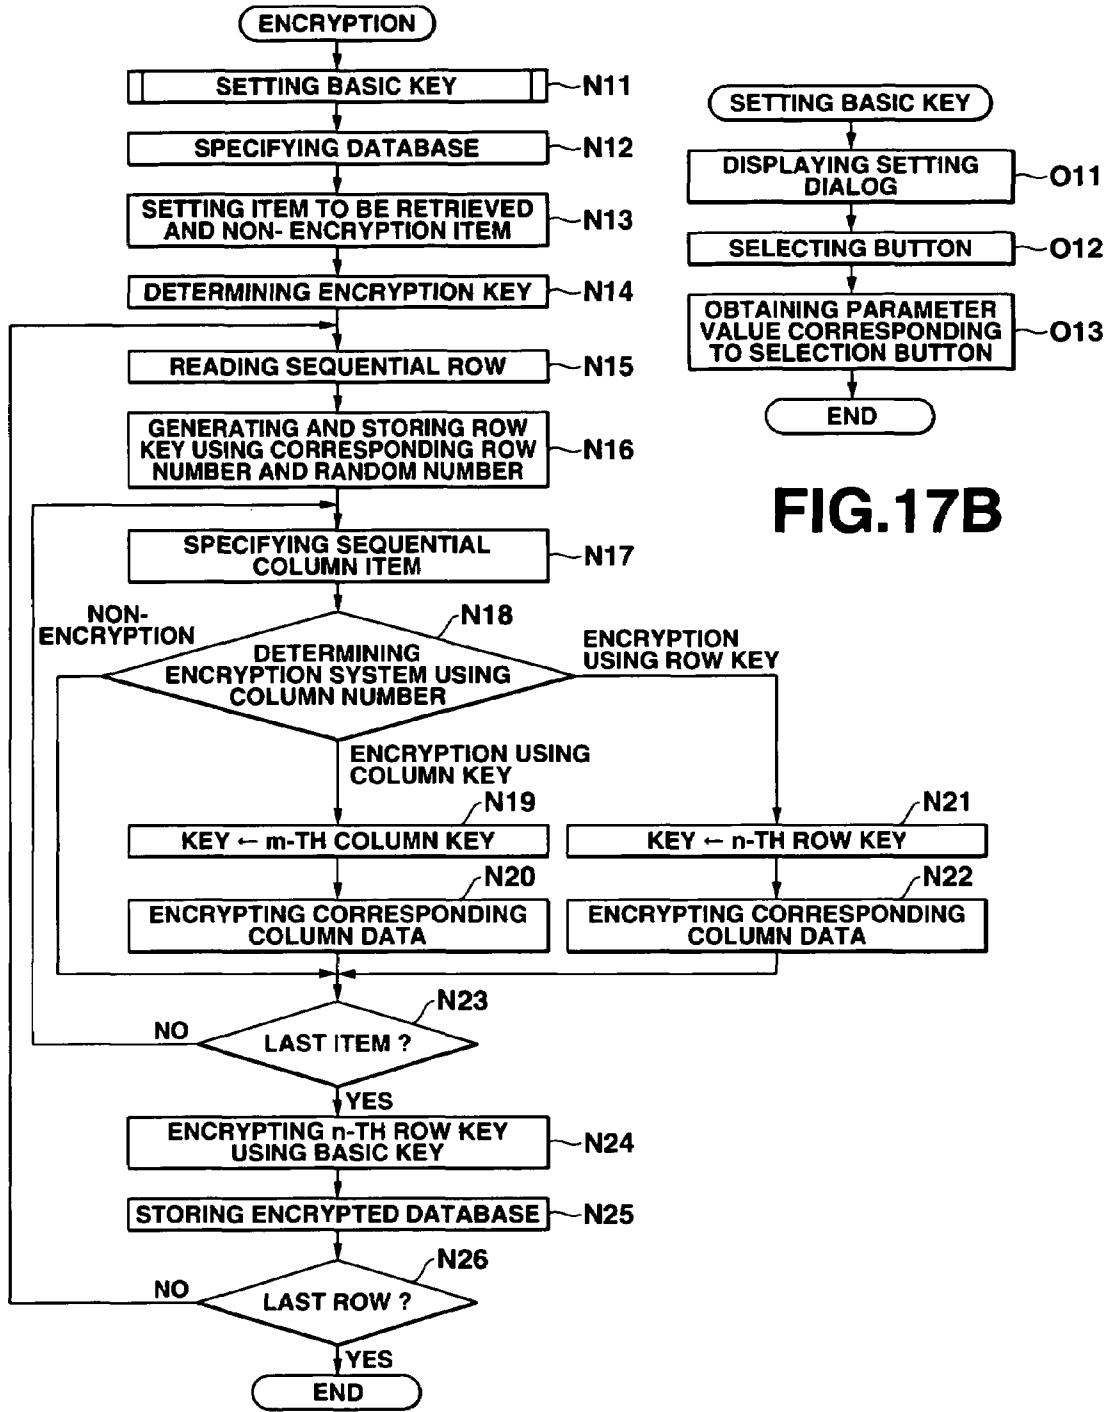 ENCRYPTION
SETTING BASIC KEY
N11
SPECIFYING DATABASE
N12
SETTING ITEM TO BE RETRIEVED
AND NON- ENCRYPTION ITEM
N13
DETERMINING ENCRYPTION KEY
N14
READING SEQUENTIAL ROW
N15
GENERATING AND STORING ROW
KEY USING CORRESPONDING ROW
NUMBER AND RANDOM NUMBER
N16
SPECIFYING SEQUENTIAL
COLUMN ITEM
N17
NON-
ENCRYPTION
N18
DETERMINING
ENCRYPTION SYSTEM USING
COLUMN NUMBER
ENCRYPTION
USING ROW KEY
ENCRYPTION USING
COLUMN KEY
N19
KEY ← m-TH COLUMN KEY
N21
KEY ← n-TH ROW KEY
N20
ENCRYPTING CORRESPONDING
COLUMN DATA
N22
ENCRYPTING CORRESPONDING
COLUMN DATA
N23
LAST ITEM ?
NO
YES
ENCRYPTING n-TH ROW KEY
USING BASIC KEY
N24
STORING ENCRYPTED DATABASE
N25
N26
LAST ROW ?
NO
YES
END
SETTING BASIC KEY
DISPLAYING SETTING
DIALOG
O11
SELECTING BUTTON
O12
OBTAINING PARAMETER
VALUE CORRESPONDING
TO SELECTION BUTTON
O13
END
FIG.17B